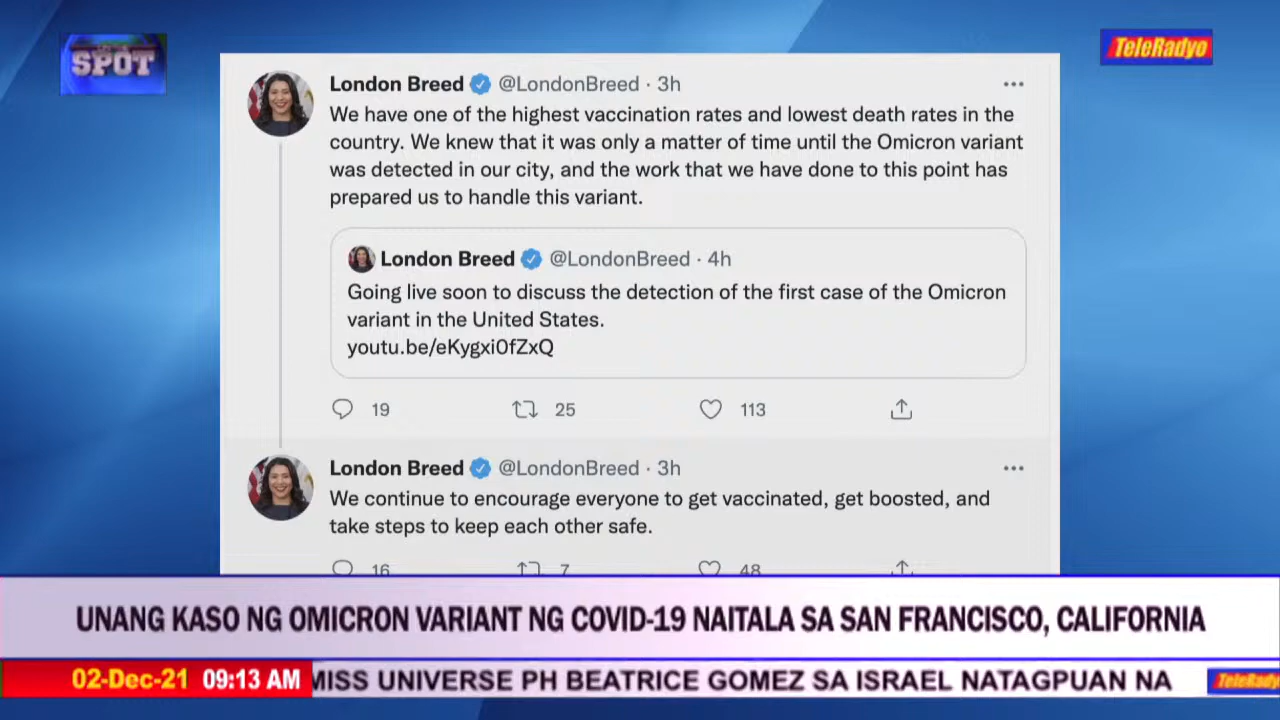 SPOT
TeleRadyo
London Breed @LondonBreed · 3h
We have one of the highest vaccination rates and lowest death rates in the
country. We knew that it was only a matter of time until the Omicron variant
was detected in our city, and the work that we have done to this point has
prepared us to handle this variant.
London Breed @LondonBreed · 4h
Going live soon to discuss the detection of the first case of the Omicron
variant in the United States.
youtu.be/eKygxi0fZxQ
19 25 113
London Breed @LondonBreed · 3h
We continue to encourage everyone to get vaccinated, get boosted, and
take steps to keep each other safe.
16 7 48
UNANG KASO NG OMICRON VARIANT NG COVID-19 NAITALA SA SAN FRANCISCO, CALIFORNIA
02-Dec-21 09:13 AM MISS UNIVERSE PH BEATRICE GOMEZ SA ISRAEL NATAGPUAN NA TeleRadyo